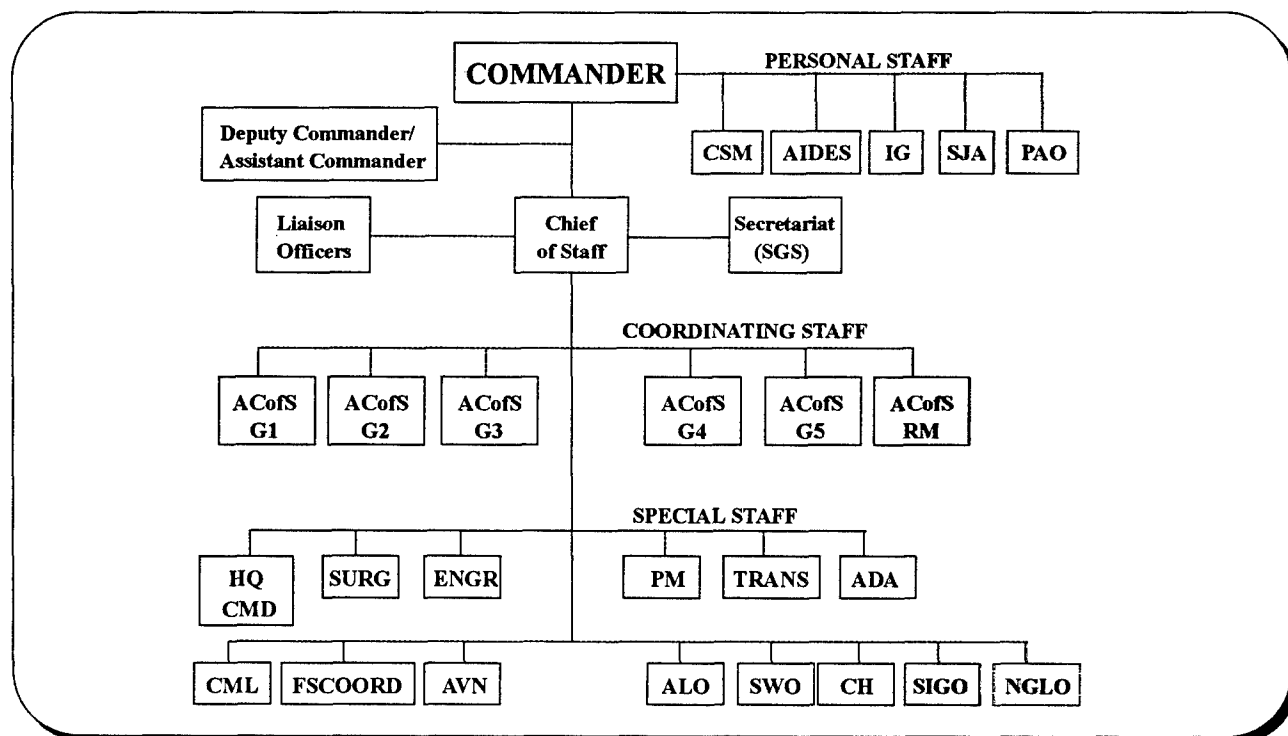 COMMANDER
PERSONAL STAFF
Deputy Commander/
Assistant Commander
CSM
AIDES
IG
SJA
PAO
Liaison
Officers
Chief
of Staff
Secretariat
(SGS)
COORDINATING STAFF
ACofS
G1
ACofS
G2
ACofS
G3
ACofS
G4
ACofS
G5
ACofS
RM
SPECIAL STAFF
HQ
CMD
SURG
ENGR
PM
TRANS
ADA
CML
FSCOORD
AVN
ALO
SWO
CH
SIGO
NGLO